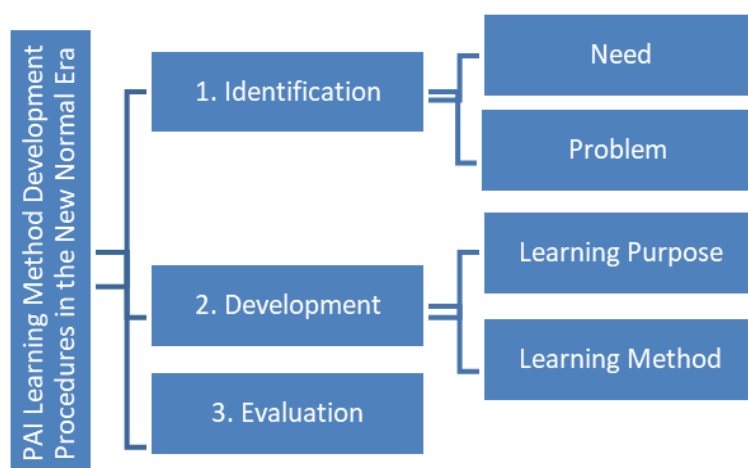 PAI Learning Method Development
Procedures in the New Normal Era
1. Identification
Need
Problem
2. Development
Learning Purpose
Learning Method
3. Evaluation